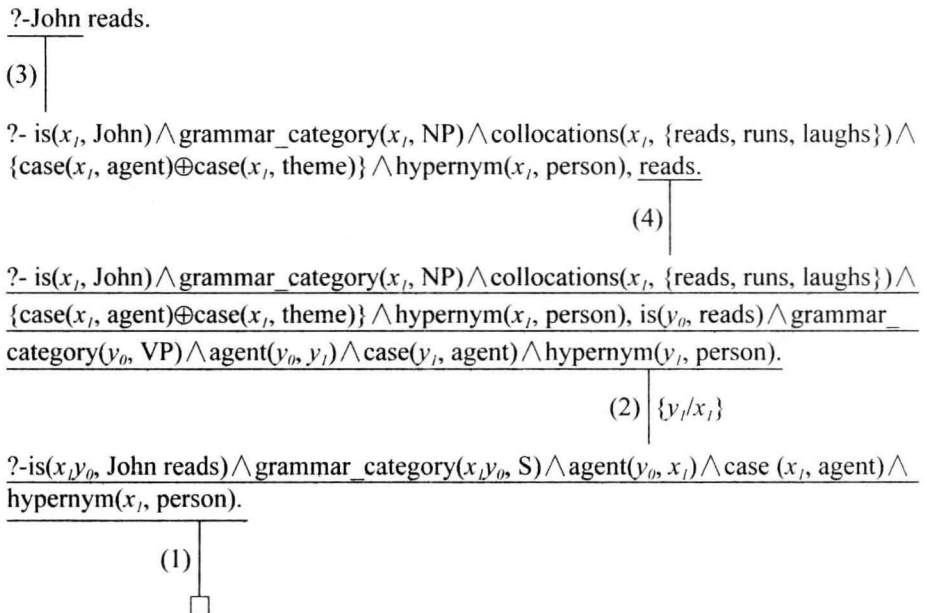 ?-John reads.
(3)
?- is(x₁, John)∧grammar_category(x₁, NP)∧collocations(x₁, {reads, runs, laughs})∧
{case(x₁, agent)⊕case(x₁, theme)}∧hypernym(x₁, person), reads.
(4)
?- is(x₁, John)∧grammar_category(x₁, NP)∧collocations(x₁, {reads, runs, laughs})∧
{case(x₁, agent)⊕case(x₁, theme)}∧hypernym(x₁, person), is(y₀, reads)∧grammar_
category(y₀, VP)∧agent(y₀, y₁)∧case(y₁, agent)∧hypernym(y₁, person).
(2) {y₁/x₁}
?-is(x₁y₀, John reads)∧grammar_category(x₁y₀, S)∧agent(y₀, x₁)∧case (x₁, agent)∧
hypernym(x₁, person).
(1)